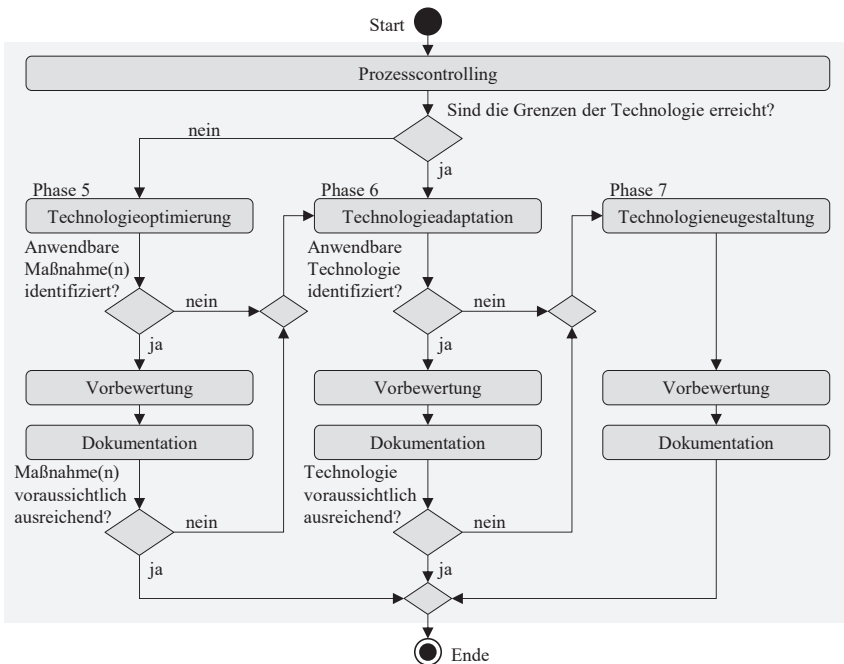 Start
Prozesscontrolling
Sind die Grenzen der Technologie erreicht?
nein
ja
Phase 5
Phase 6
Phase 7
Technologieoptimierung
Technologieadaptation
Technologieneugestaltung
Anwendbare
Maßnahme(n)
identifiziert?
nein
ja
Anwendbare
Technologie
identifiziert?
nein
ja
Vorbewertung
Vorbewertung
Vorbewertung
Dokumentation
Dokumentation
Dokumentation
Maßnahme(n)
voraussichtlich
ausreichend?
nein
ja
Technologie
voraussichtlich
ausreichend?
nein
ja
Ende